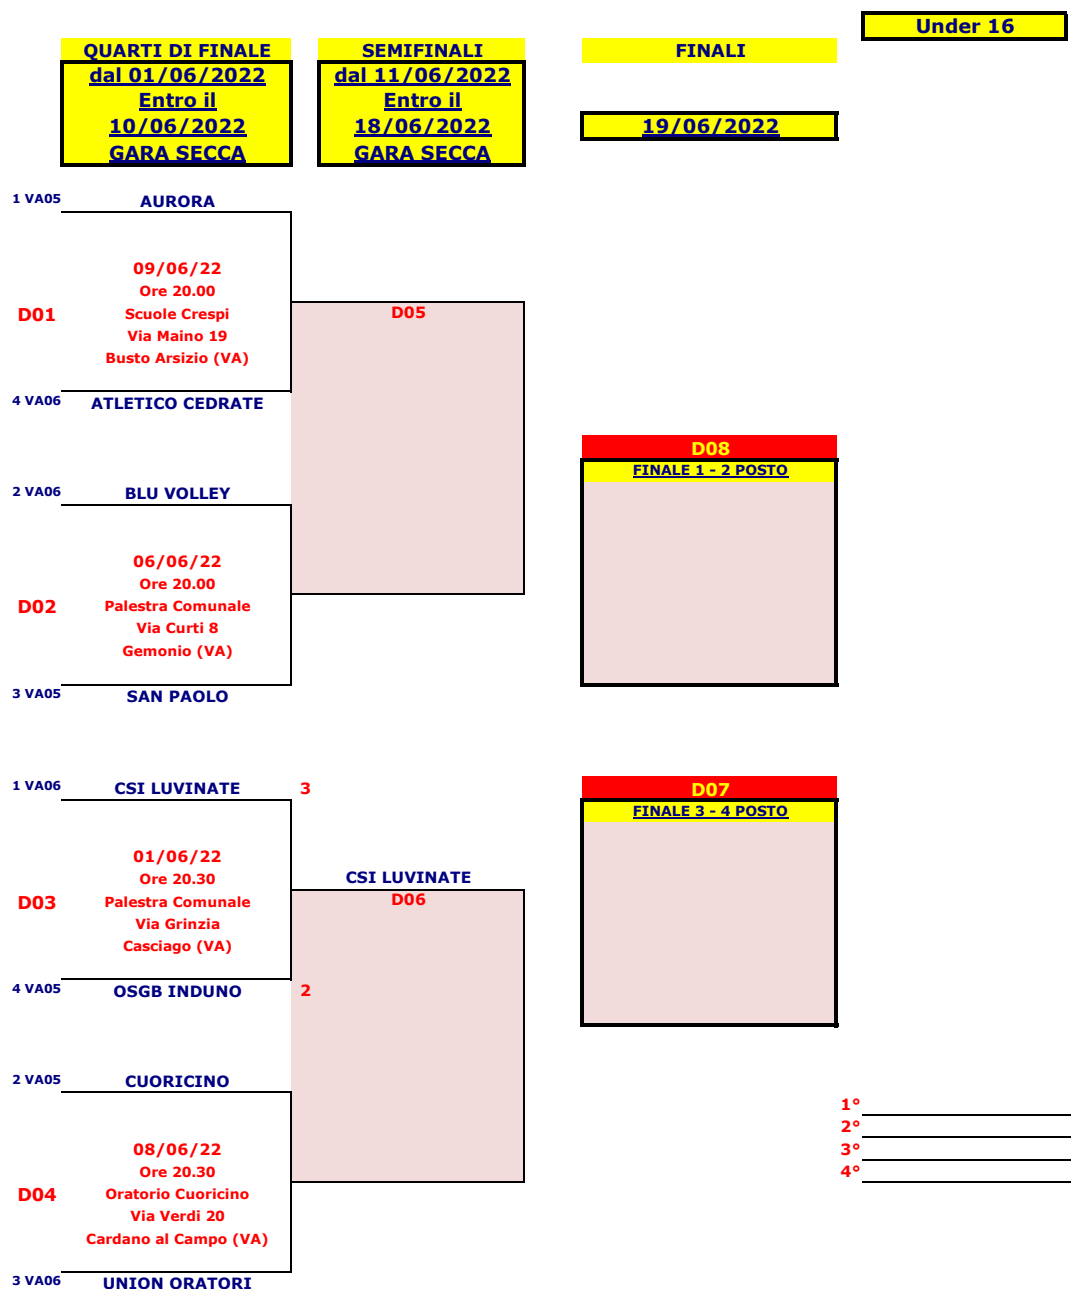 Under 16
QUARTI DI FINALE
dal 01/06/2022
Entro il
10/06/2022
GARA SECCA
SEMIFINALI
dal 11/06/2022
Entro il
18/06/2022
GARA SECCA
FINALI
19/06/2022
1 VA05 AURORA
D01
09/06/22
Ore 20.00
Scuole Crespi
Via Maino 19
Busto Arsizio (VA)
4 VA06 ATLETICO CEDRATE
D05
2 VA06 BLU VOLLEY
D02
06/06/22
Ore 20.00
Palestra Comunale
Via Curti 8
Gemonio (VA)
3 VA05 SAN PAOLO
D08
FINALE 1 - 2 POSTO
1 VA06 CSI LUVINATE 3
D03
01/06/22
Ore 20.30
Palestra Comunale
Via Grinzia
Casciago (VA)
4 VA05 OSGB INDUNO 2
CSI LUVINATE
D06
D07
FINALE 3 - 4 POSTO
2 VA05 CUORICINO
D04
08/06/22
Ore 20.30
Oratorio Cuoricino
Via Verdi 20
Cardano al Campo (VA)
3 VA06 UNION ORATORI
1°
2°
3°
4°